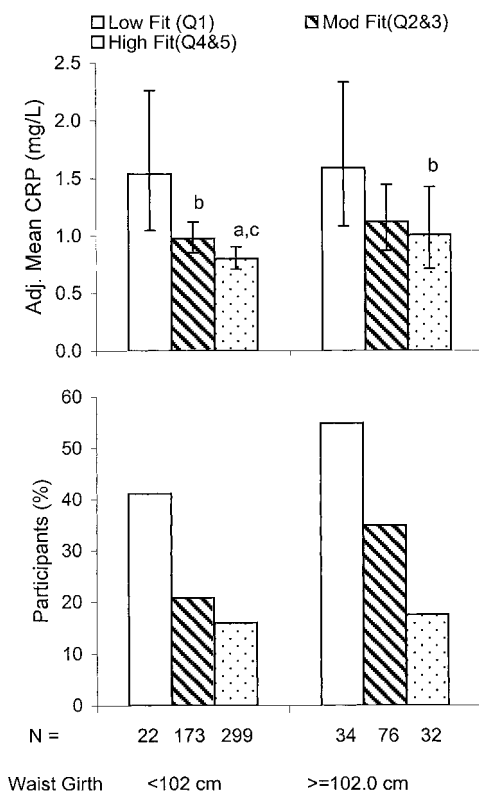 Low Fit (Q1) Mod Fit(Q2&3)
High Fit(Q4&5)
2.5
2.0
1.5
1.0
0.5
0.0
Adj. Mean CRP (mg/L)
b
a,c
b
60
50
40
30
20
10
0
Participants (%)
N = 22 173 299 34 76 32
Waist Girth <102 cm >=102.0 cm